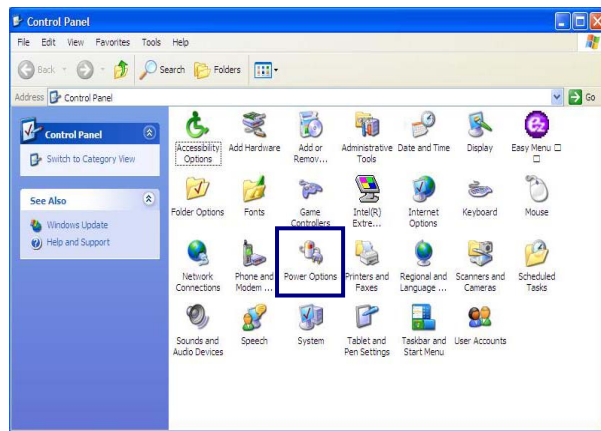 Control Panel
File Edit View Favorites Tools Help
Back Search Folders
Address Control Panel Go
Control Panel
Switch to Category View
See Also
Windows Update
Help and Support
Accessibility Options
Add Hardware
Add or Remov...
Administrative Tools
Date and Time
Display
Easy Menu □ □
Folder Options
Fonts
Game Controllers
Intel(R) Extre...
Internet Options
Keyboard
Mouse
Network Connections
Phone and Modem ...
Power Options
Printers and Faxes
Regional and Language ...
Scanners and Cameras
Scheduled Tasks
Sounds and Audio Devices
Speech
System
Tablet and Pen Settings
Taskbar and Start Menu
User Accounts